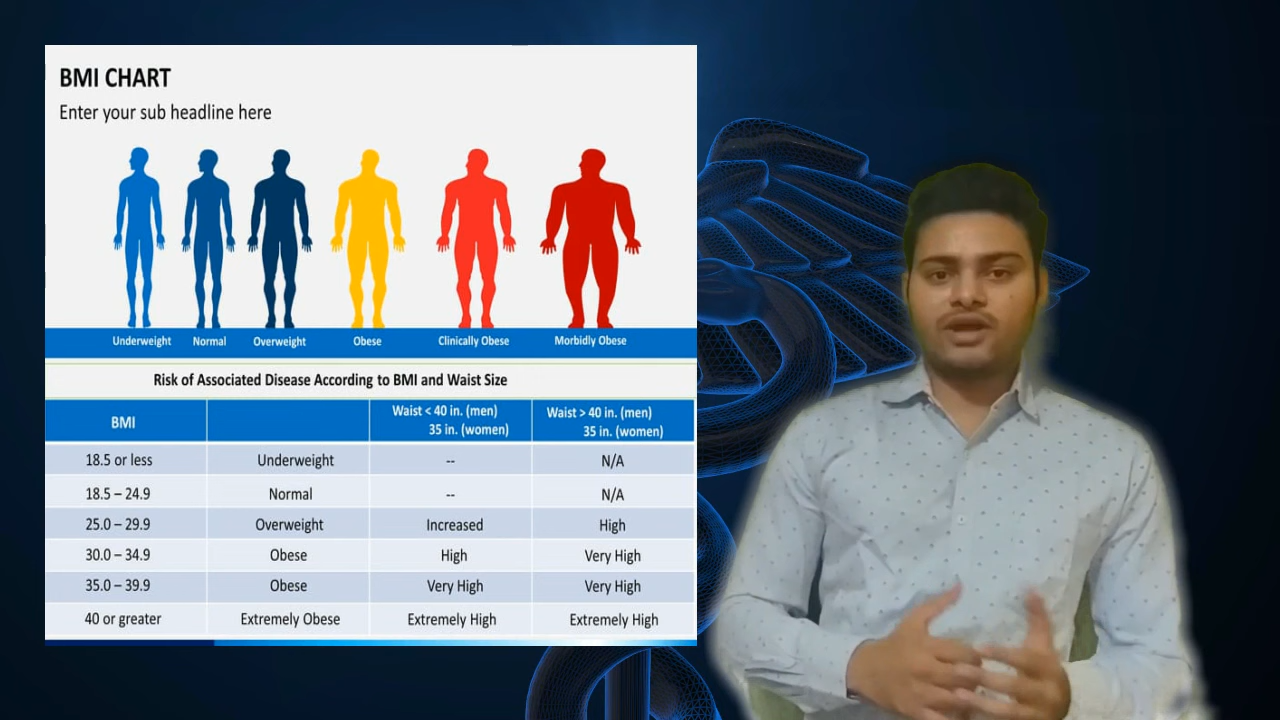 BMI CHART
Enter your sub headline here
Underweight Normal Overweight Obese Clinically Obese Morbidly Obese
Risk of Associated Disease According to BMI and Waist Size
BMI Waist < 40 in. (men) 35 in. (women) Waist > 40 in. (men) 35 in. (women)
18.5 or less Underweight -- N/A
18.5 – 24.9 Normal -- N/A
25.0 – 29.9 Overweight Increased High
30.0 – 34.9 Obese High Very High
35.0 – 39.9 Obese Very High Very High
40 or greater Extremely Obese Extremely High Extremely High